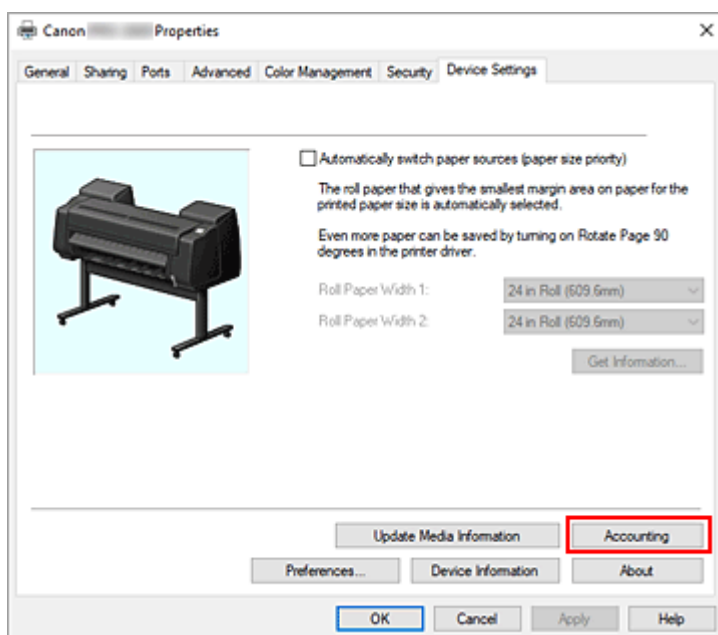 Canon Properties
General Sharing Ports Advanced Color Management Security Device Settings
Automatically switch paper sources (paper size priority)
The roll paper that gives the smallest margin area on paper for the
printed paper size is automatically selected.
Even more paper can be saved by turning on Rotate Page 90
degrees in the printer driver.
Roll Paper Width 1: 24 in Roll (609.6mm)
Roll Paper Width 2: 24 in Roll (609.6mm)
Get Information...
Update Media Information Accounting
Preferences... Device Information About
OK Cancel Apply Help